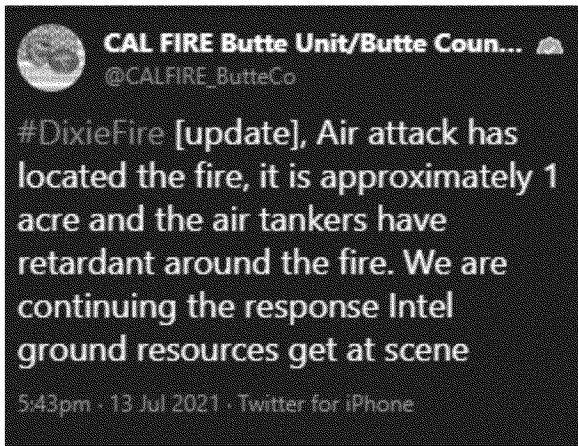 CAL FIRE Butte Unit/Butte Coun...
@CALFIRE_ButteCo
#DixieFire [update], Air attack has
located the fire, it is approximately 1
acre and the air tankers have
retardant around the fire. We are
continuing the response Intel
ground resources get at scene
5:43pm · 13 Jul 2021 · Twitter for iPhone